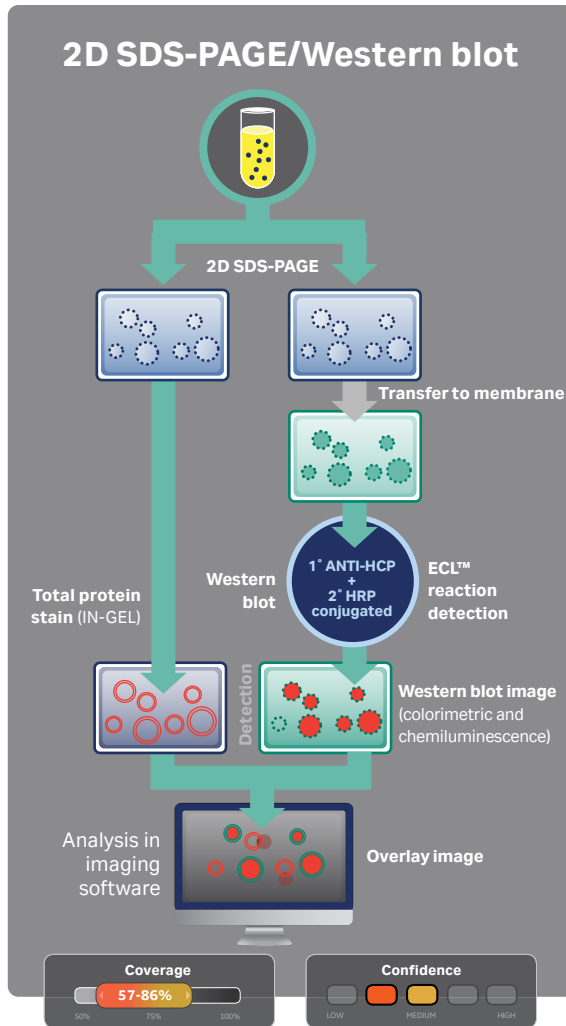 2D SDS-PAGE/Western blot
2D SDS-PAGE
Transfer to membrane
Western
blot
1° ANTI-HCP
+
2° HRP
conjugated
ECL™
reaction
detection
Total protein
stain (IN-GEL)
Detection
Western blot image
(colorimetric and
chemiluminescence)
Analysis in
imaging
software
Overlay image
Coverage
57-86%
50%
75%
100%
Confidence
LOW
MEDIUM
HIGH